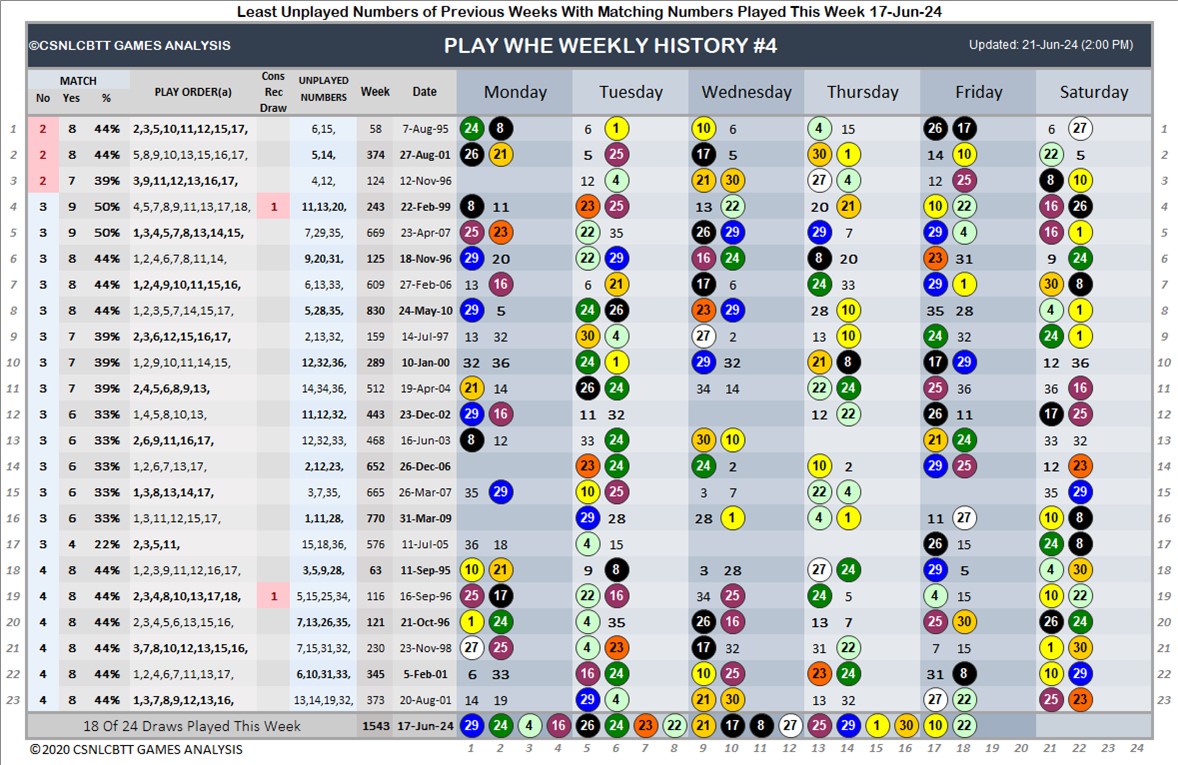 Least Unplayed Numbers of Previous Weeks With Matching Numbers Played This Week 17-Jun-24
©CSNLCBTT GAMES ANALYSIS PLAY WHE WEEKLY HISTORY #4 Updated: 21-Jun-24 (2:00 PM)
MATCH
No Yes % PLAY ORDER(a) Cons Rec Draw UNPLAYED NUMBERS Week Date Monday Tuesday Wednesday Thursday Friday Saturday
1 2 8 44% 2,3,5,10,11,12,15,17, 6,15, 58 7-Aug-95 24 8 6 1 10 6 4 15 26 17 6 27 1
2 2 8 44% 5,8,9,10,13,15,16,17, 5,14, 374 27-Aug-01 26 21 5 25 17 5 30 1 14 10 22 5 2
3 2 7 39% 3,9,11,12,13,16,17, 4,12, 124 12-Nov-96 12 4 21 30 27 4 12 25 8 10 3
4 3 9 50% 4,5,7,8,9,11,13,17,18, 1 11,13,20, 243 22-Feb-99 8 11 23 25 13 22 20 21 10 22 16 26 4
5 3 9 50% 1,3,4,5,7,8,13,14,15, 7,29,35, 669 23-Apr-07 25 23 22 35 26 29 29 7 29 4 16 1 5
6 3 8 44% 1,2,4,6,7,8,11,14, 9,20,31, 125 18-Nov-96 29 20 22 29 16 24 8 20 23 31 9 24 6
7 3 8 44% 1,2,4,9,10,11,15,16, 6,13,33, 609 27-Feb-06 13 16 6 21 17 6 24 33 29 1 30 8 7
8 3 8 44% 1,2,3,5,7,14,15,17, 5,28,35, 830 24-May-10 29 5 24 26 23 29 28 10 35 28 4 1 8
9 3 7 39% 2,3,6,12,15,16,17, 2,13,32, 159 14-Jul-97 13 32 30 4 27 2 13 10 24 32 24 1 9
10 3 7 39% 1,2,9,10,11,14,15, 12,32,36, 289 10-Jan-00 32 36 24 1 29 32 21 8 17 29 12 36 10
11 3 7 39% 2,4,5,6,8,9,13, 14,34,36, 512 19-Apr-04 21 14 26 24 34 14 22 24 25 36 36 16 11
12 3 6 33% 1,4,5,8,10,13, 11,12,32, 443 23-Dec-02 29 16 11 32 12 22 26 11 17 25 12
13 3 6 33% 2,6,9,11,16,17, 12,32,33, 468 16-Jun-03 8 12 33 24 30 10 21 24 33 32 13
14 3 6 33% 1,2,6,7,13,17, 2,12,23, 652 26-Dec-06 23 24 24 2 10 2 29 25 12 23 14
15 3 6 33% 1,3,8,13,14,17, 3,7,35, 665 26-Mar-07 35 29 10 25 3 7 22 4 35 29 15
16 3 6 33% 1,3,11,12,15,17, 1,11,28, 770 31-Mar-09 29 28 28 1 4 1 11 27 10 8 16
17 3 4 22% 2,3,5,11, 15,18,36, 576 11-Jul-05 36 18 4 15 26 15 24 8 17
18 4 8 44% 1,2,3,9,11,12,16,17, 3,5,9,28, 63 11-Sep-95 10 21 9 8 3 28 27 24 29 5 4 30 18
19 4 8 44% 2,3,4,8,10,13,17,18, 1 5,15,25,34, 116 16-Sep-96 25 17 22 16 34 25 24 5 4 15 10 22 19
20 4 8 44% 2,3,4,5,6,13,15,16, 7,13,26,35, 121 21-Oct-96 1 24 4 35 26 16 13 7 25 30 26 24 20
21 4 8 44% 3,7,8,10,12,13,15,16, 7,15,31,32, 230 23-Nov-98 27 25 4 23 17 32 31 22 7 15 1 30 21
22 4 8 44% 1,2,4,6,7,11,13,17, 6,10,31,33, 345 5-Feb-01 6 33 16 24 10 25 23 24 31 8 10 29 22
23 4 8 44% 1,3,7,8,9,12,13,16, 13,14,19,32, 373 20-Aug-01 14 19 29 4 21 30 13 32 27 22 25 23 23
18 Of 24 Draws Played This Week 1543 17-Jun-24 29 24 4 16 26 24 23 22 21 17 8 27 25 29 1 30 10 22
© 2020 CSNLCBTT GAMES ANALYSIS 1 2 3 4 5 6 7 8 9 10 11 12 13 14 15 16 17 18 19 20 21 22 23 24